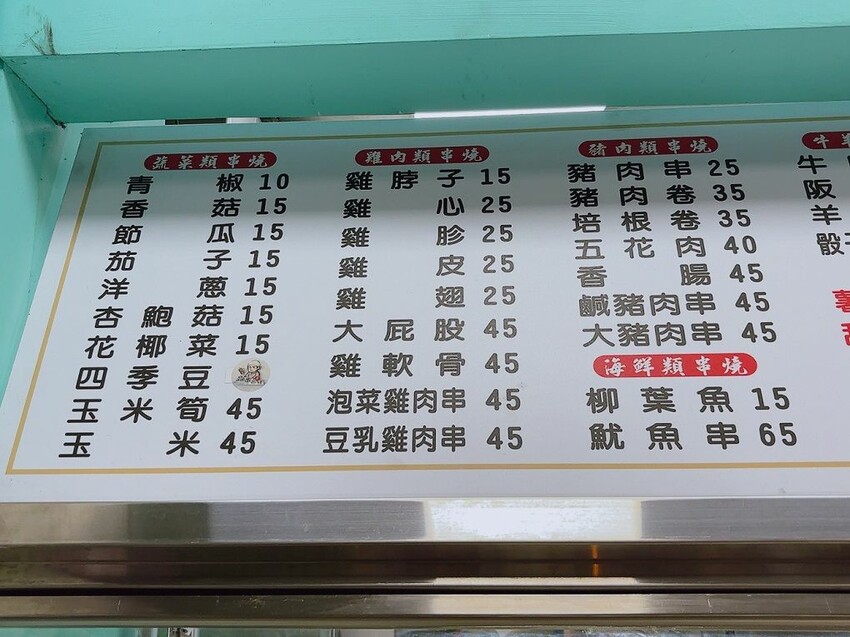 蔬菜類串燒
青椒 10
香菇 15
節瓜 15
茄子 15
洋蔥 15
杏鮑菇 15
花椰菜 15
四季豆
玉米筍 45
玉米 45
雞肉類串燒
雞脖子 15
雞心 25
雞胗 25
雞皮 25
雞翅 25
大屁股 45
雞軟骨 45
泡菜雞肉串 45
豆乳雞肉串 45
豬肉類串燒
豬肉串 25
豬肉卷 35
培根卷 35
五花肉 40
香腸 45
鹹豬肉串 45
大豬肉串 45
海鮮類串燒
柳葉魚 15
魷魚串 65
牛
牛
阪
羊
骰